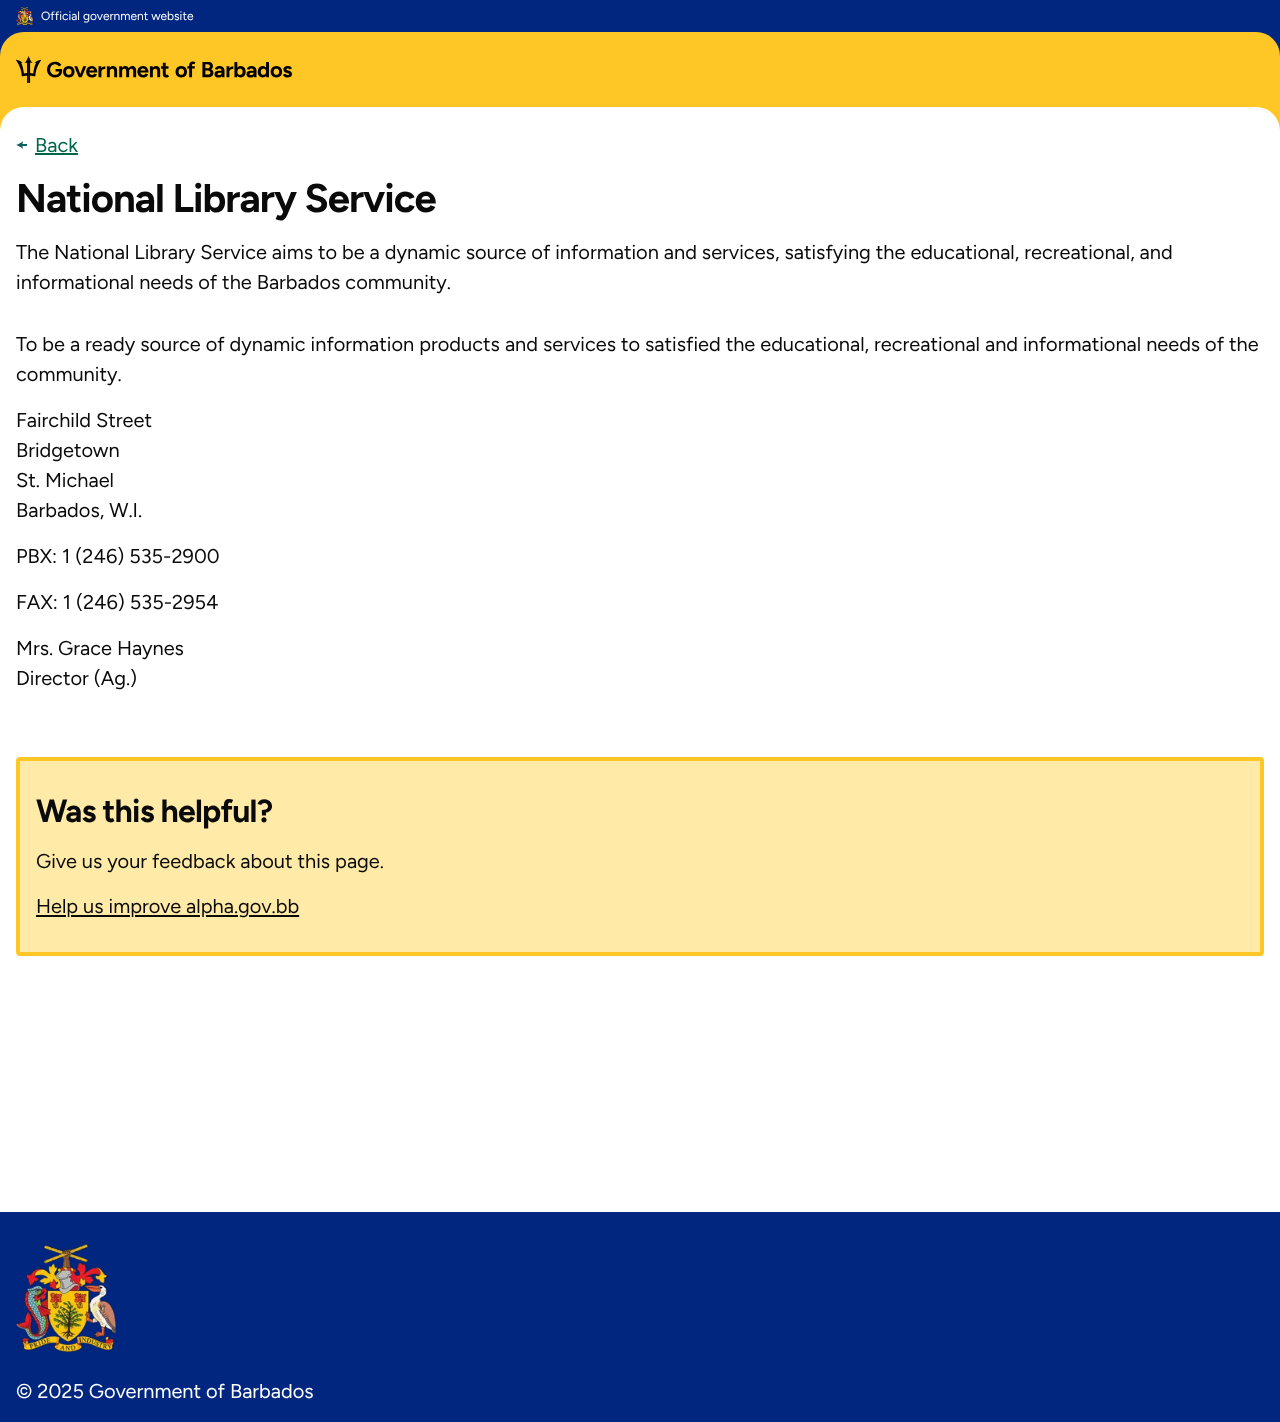 Official government website
Government of Barbados
Back
National Library Service
The National Library Service aims to be a dynamic source of information and services, satisfying the educational, recreational, and
informational needs of the Barbados community.
To be a ready source of dynamic information products and services to satisfied the educational, recreational and informational needs of the
community.
Fairchild Street
Bridgetown
St. Michael
Barbados, W.I.
PBX: 1 (246) 535-2900
FAX: 1 (246) 535-2954
Mrs. Grace Haynes
Director (Ag.)
Was this helpful?
Give us your feedback about this page.
Help us improve alpha.gov.bb
PRIDE AND INDUSTRY
© 2025 Government of Barbados